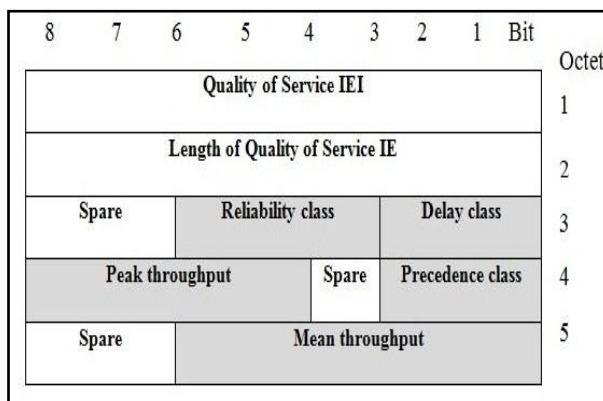 8 7 6 5 4 3 2 1 Bit
Octet
Quality of Service IEI
1
Length of Quality of Service IE
2
Spare Reliability class Delay class
3
Peak throughput Spare Precedence class
4
Spare Mean throughput
5